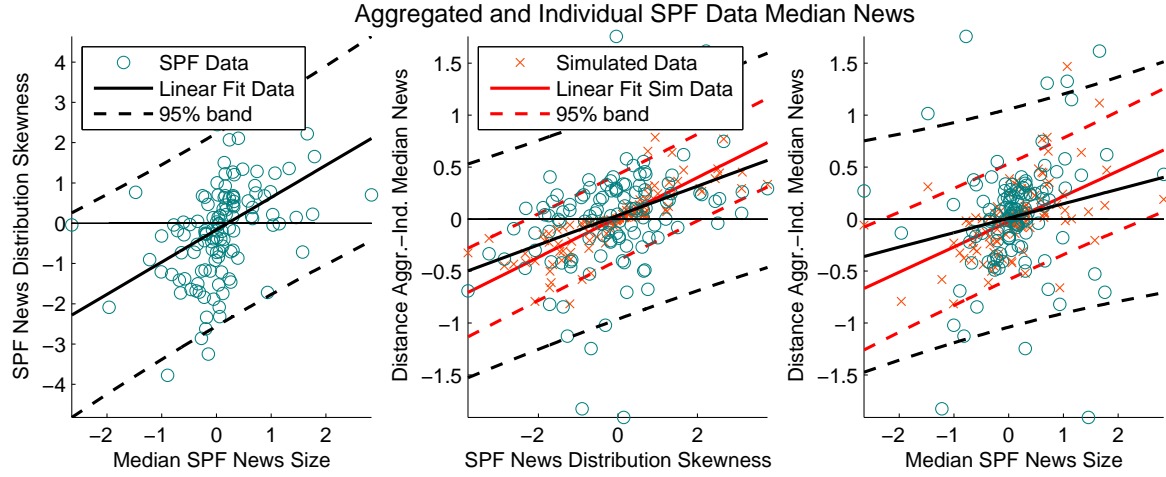 Aggregated and Individual SPF Data Median News
SPF News Distribution Skewness
4
3
2
1
0
−1
−2
−3
−4
SPF Data
Linear Fit Data
95% band
−2
−1
0
1
2
Median SPF News Size
Distance Aggr.−Ind. Median News
1.5
1
0.5
0
−0.5
−1
−1.5
Simulated Data
Linear Fit Sim Data
95% band
−2
0
2
SPF News Distribution Skewness
Distance Aggr.−Ind. Median News
1.5
1
0.5
0
−0.5
−1
−1.5
−2
−1
0
1
2
Median SPF News Size